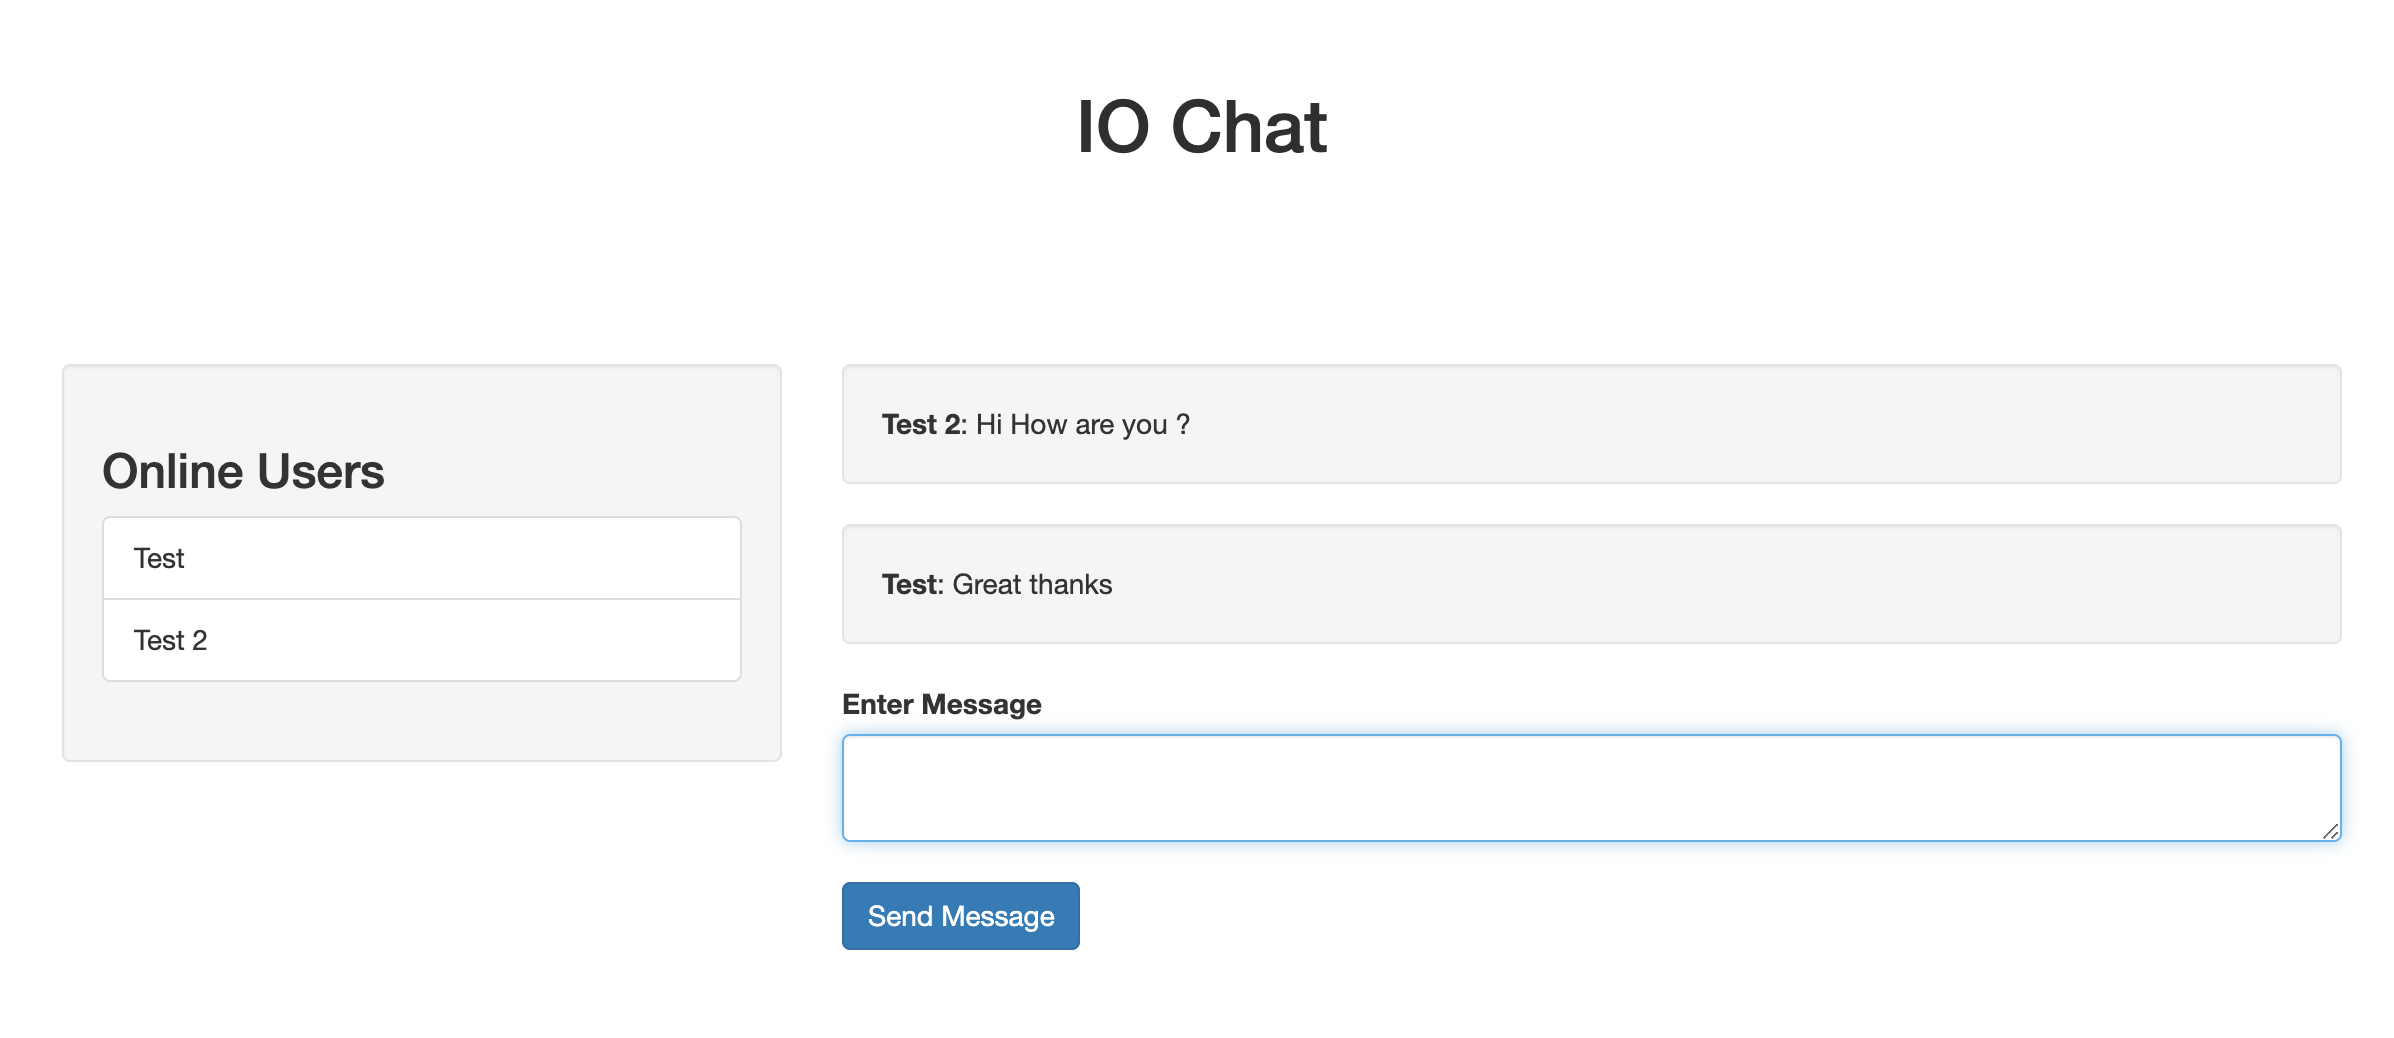 IO Chat
Online Users
Test
Test 2
Test 2: Hi How are you ?
Test: Great thanks
Enter Message
Send Message